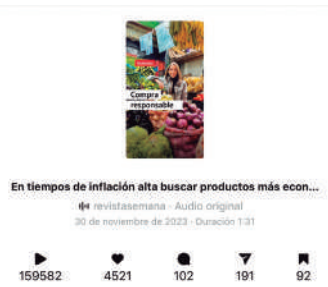 Compra
responsable
En tiempos de inflación alta buscar productos más econ...
revistasemana - Audio original
30 de noviembre de 2023 - Duración 1:31
159582 4521 102 191 92